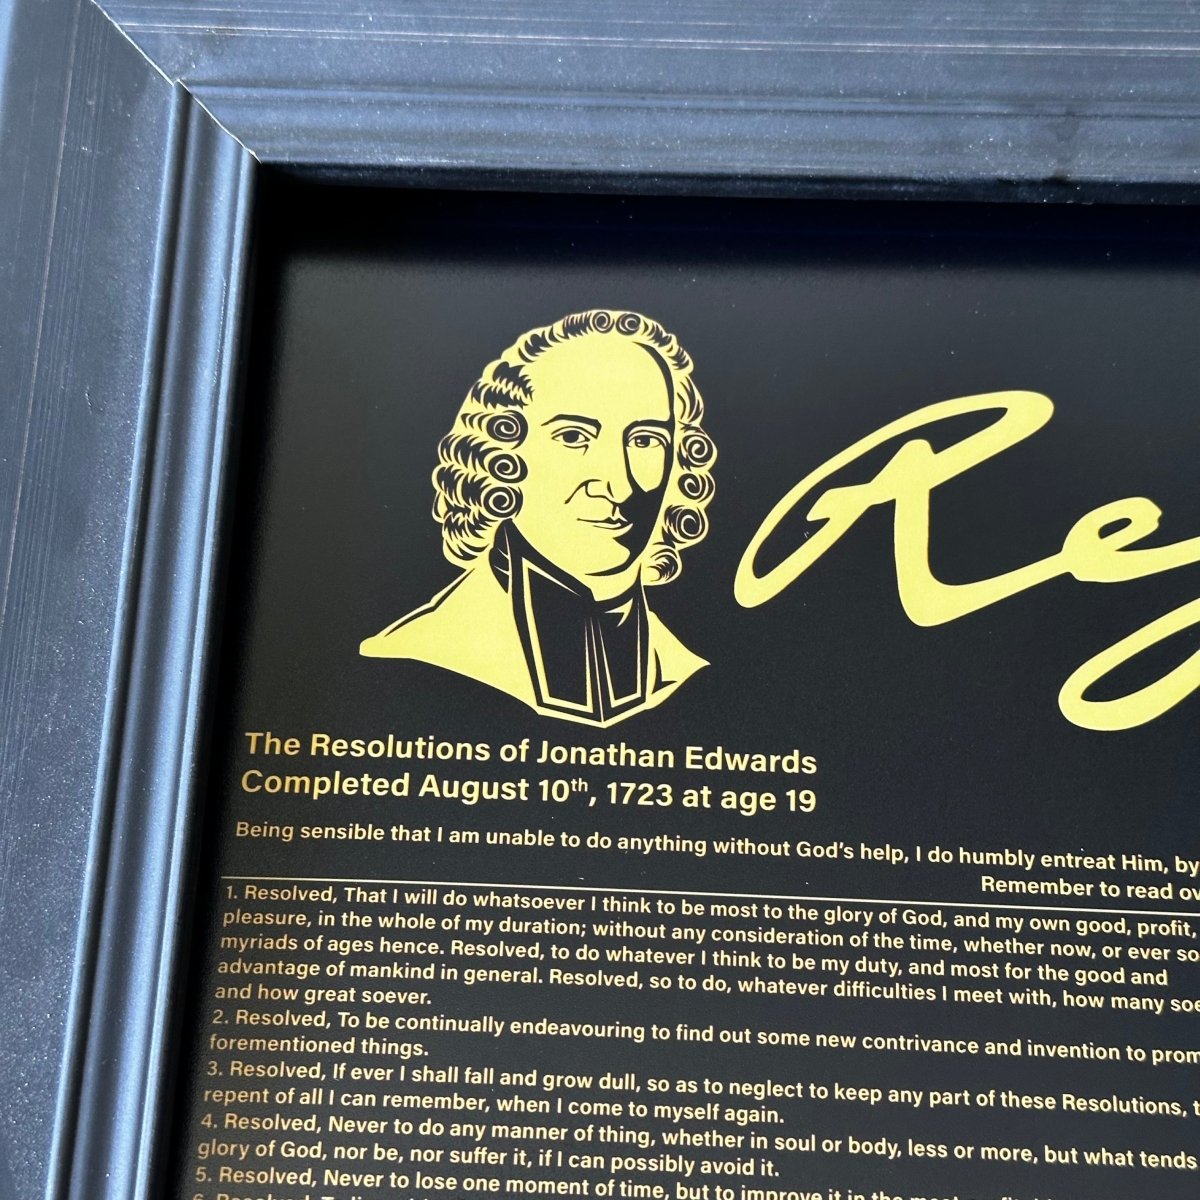 Re
The Resolutions of Jonathan Edwards
Completed August 10th, 1723 at age 19
Being sensible that I am unable to do anything without God's help, I do humbly entreat Him, by
Remember to read ov
1. Resolved, That I will do whatsoever I think to be most to the glory of God, and my own good, profit,
pleasure, in the whole of my duration; without any consideration of the time, whether now, or ever so
myriads of ages hence. Resolved, to do whatever I think to be my duty, and most for the good and
advantage of mankind in general. Resolved, so to do, whatever difficulties I meet with, how many soe
and how great soever.
2. Resolved, To be continually endeavouring to find out some new contrivance and invention to prom
forementioned things.
3. Resolved, If ever I shall fall and grow dull, so as to neglect to keep any part of these Resolutions, t
repent of all I can remember, when I come to myself again.
4. Resolved, Never to do any manner of thing, whether in soul or body, less or more, but what tends
glory of God, nor be, nor suffer it, if I can possibly avoid it.
5. Resolved, Never to lose one moment of time, but to improve it in the most
6. Resolved,